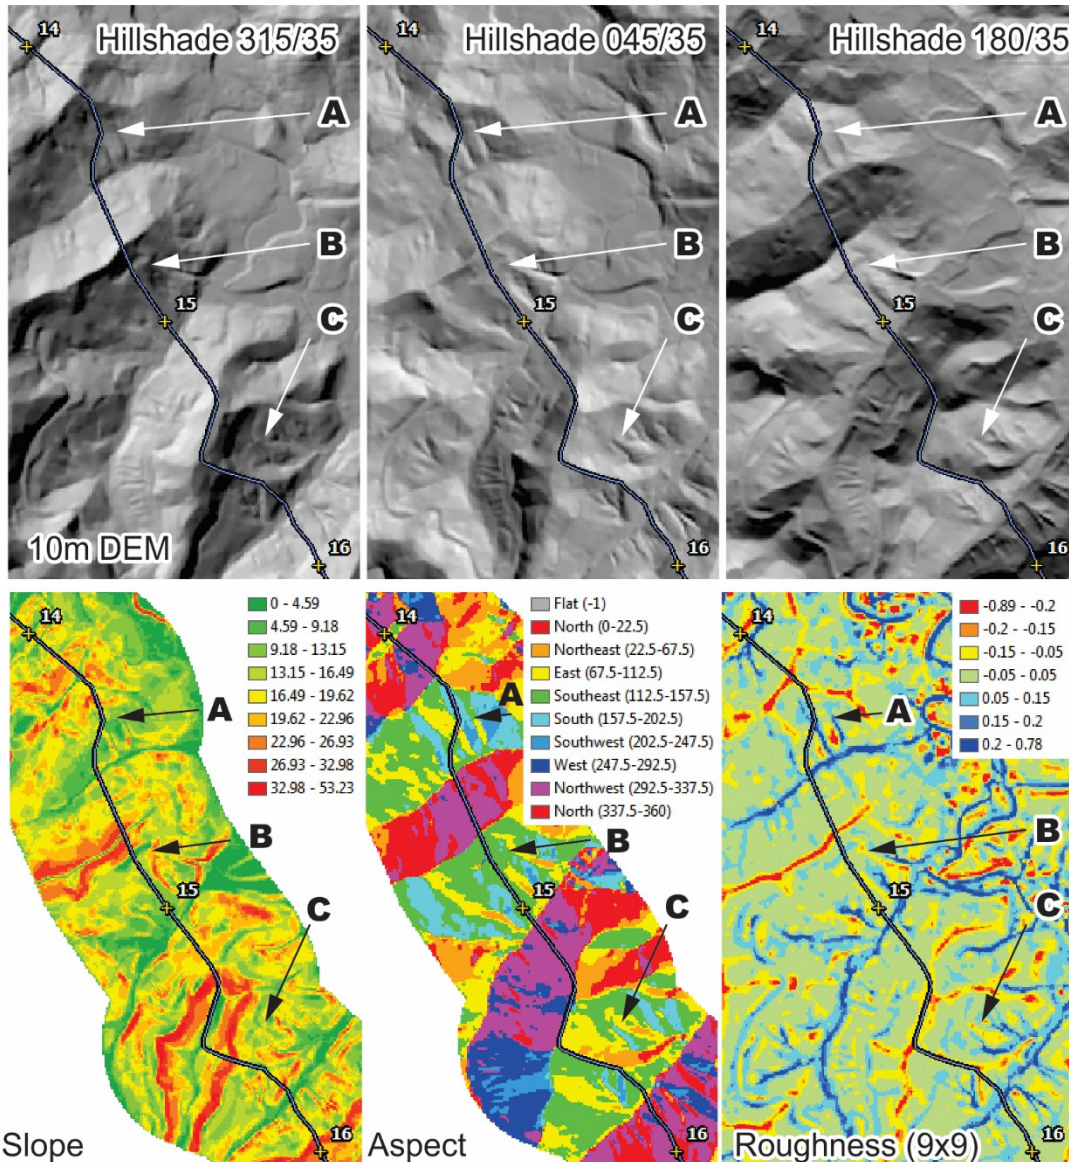 Hillshade 315/35
14
A
B
15
C
10m DEM
16
Hillshade 045/35
14
A
B
15
C
16
Hillshade 180/35
14
A
B
15
C
16
14
0 - 4.59
4.59 - 9.18
9.18 - 13.15
13.15 - 16.49
16.49 - 19.62
19.62 - 22.96
22.96 - 26.93
26.93 - 32.98
32.98 - 53.23
A
B
15
C
16
Slope
14
Flat (-1)
North (0-22.5)
Northeast (22.5-67.5)
East (67.5-112.5)
Southeast (112.5-157.5)
South (157.5-202.5)
Southwest (202.5-247.5)
West (247.5-292.5)
Northwest (292.5-337.5)
North (337.5-360)
A
B
15
C
16
Aspect
14
-0.89 - -0.2
-0.2 - -0.15
-0.15 - -0.05
-0.05 - 0.05
0.05 - 0.15
0.15 - 0.2
0.2 - 0.78
A
B
15
C
16
Roughness (9x9)